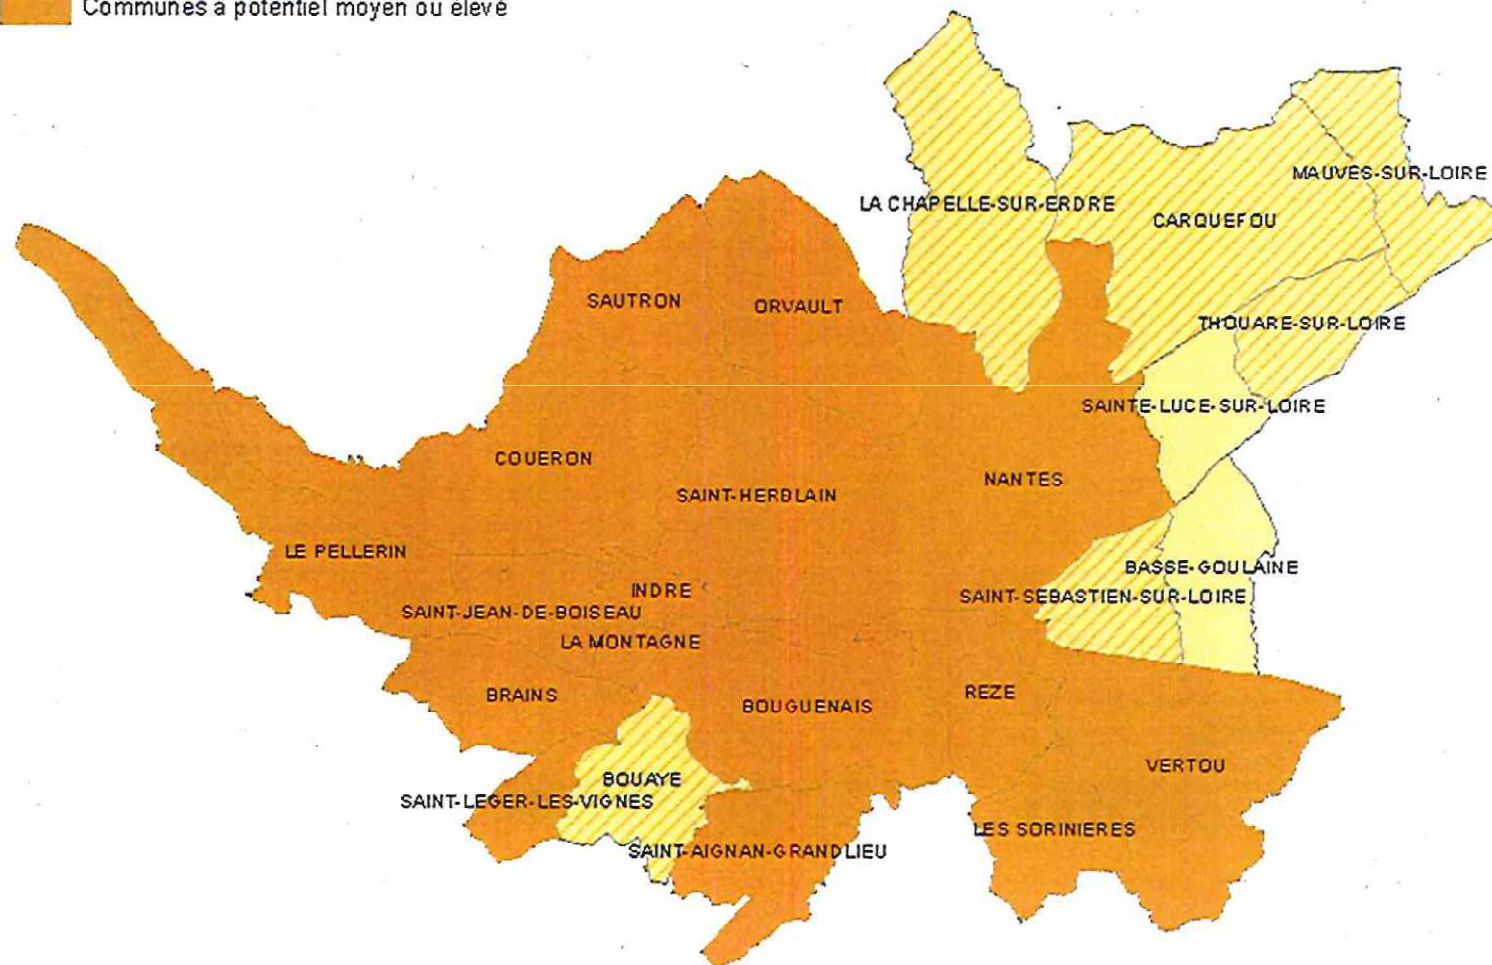 Communes à potentiel moyen ou élevé
MAUVES-SUR-LOIRE
LA CHAPELLE-SUR-ERDRE
CARQUEFOU
SAUTRON
ORVAULT
THOUARE-SUR-LOIRE
SAINTE-LUCE-SUR-LOIRE
COUERON
NANTES
SAINT-HERBLAIN
LE PELLERIN
BASSE-GOULAINE
INDRE
SAINT-SEBASTIEN-SUR-LOIRE
SAINT-JEAN-DE-BOISEAU
LA MONTAGNE
BRAINS
REZE
BOUGUENAIS
VERTOU
BOUAYE
SAINT-LEGER-LES-VIGNES
LES SORINIERES
SAINT-AIGNAN-GRANDLIEU